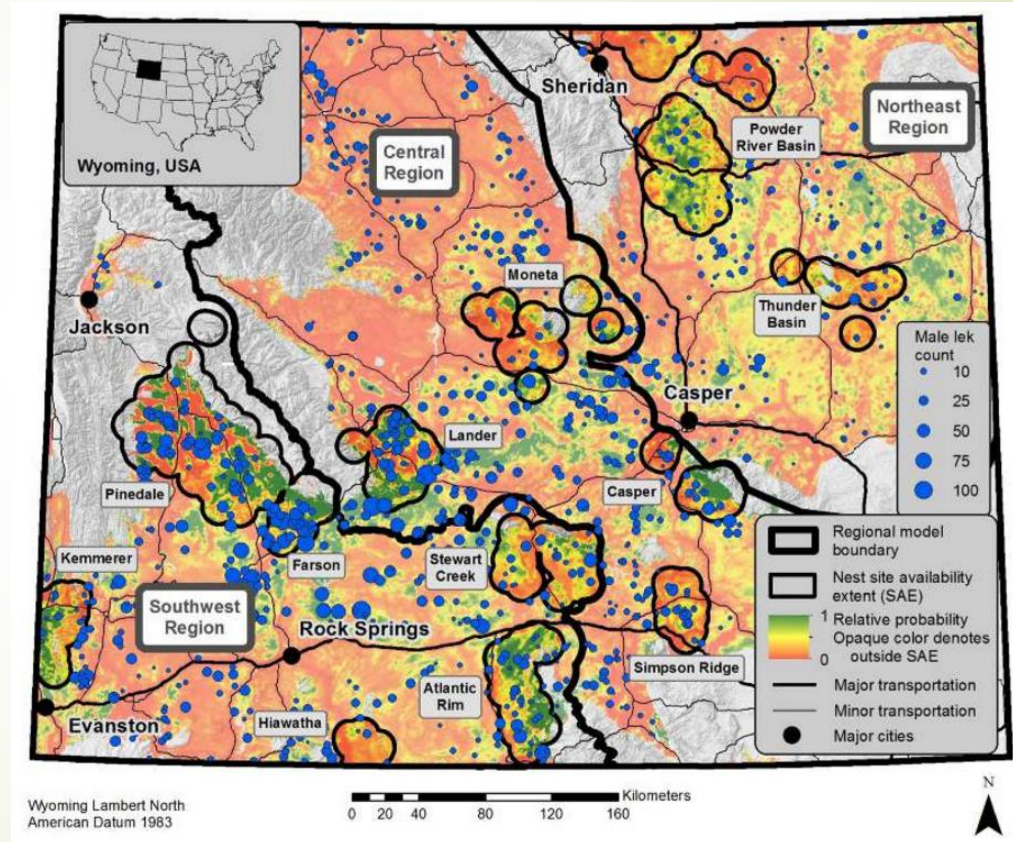 Wyoming, USA
Sheridan
Northeast
Region
Powder
River Basin
Central
Region
Moneta
Thunder
Basin
Jackson
Male lek
count
10
25
50
75
100
Casper
Lander
Pinedale
Casper
Kemmerer
Farson
Stewart
Creek
Southwest
Region
Rock Springs
Simpson Ridge
Atlantic
Rim
Evanston
Hiawatha
Regional model
boundary
Nest site availability
extent (SAE)
1 Relative probability
Opaque color denotes
0 outside SAE
Major transportation
Minor transportation
Major cities
Wyoming Lambert North
American Datum 1983
Kilometers
0 20 40 80 120 160
N